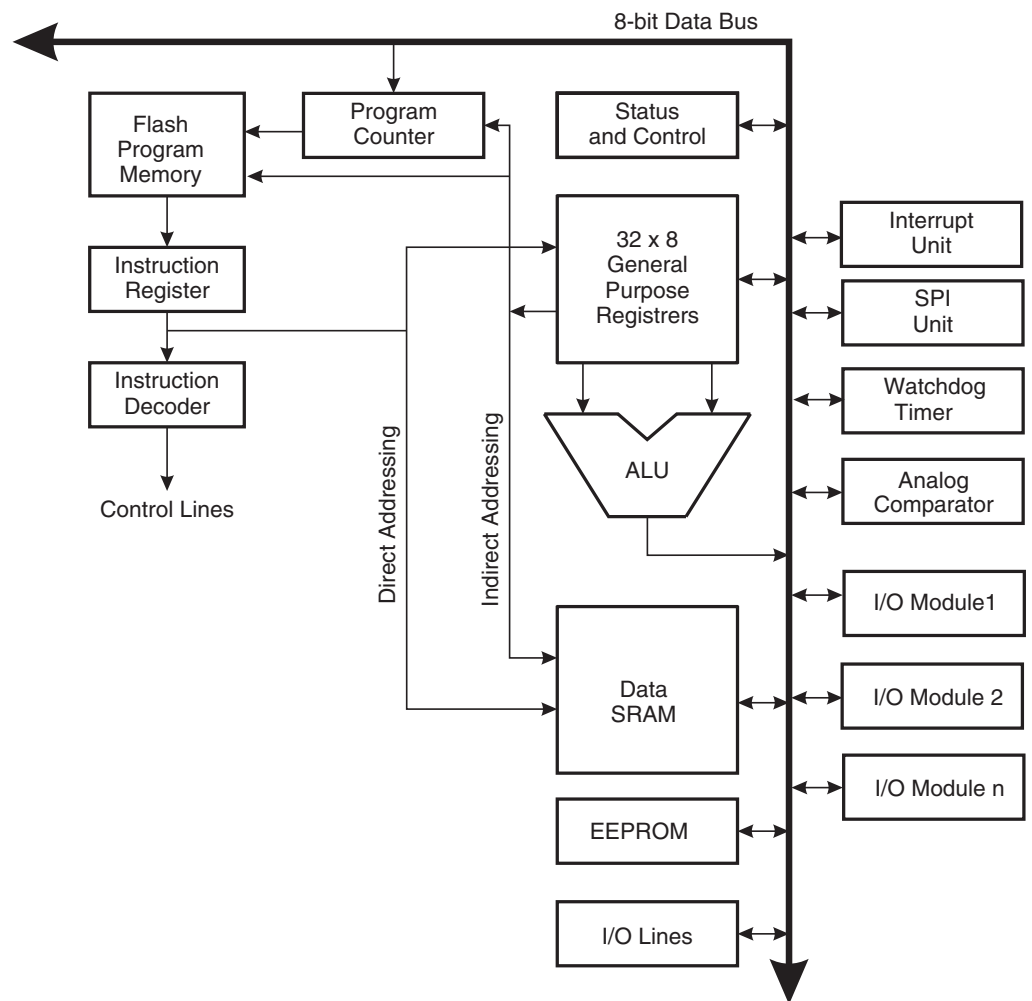 8-bit Data Bus
Flash
Program
Memory
Program
Counter
Status
and Control
32 x 8
General
Purpose
Registrers
Interrupt
Unit
Instruction
Register
SPI
Unit
Instruction
Decoder
Watchdog
Timer
ALU
Analog
Comparator
Control Lines
Direct Addressing
Indirect Addressing
I/O Module1
Data
SRAM
I/O Module 2
I/O Module n
EEPROM
I/O Lines